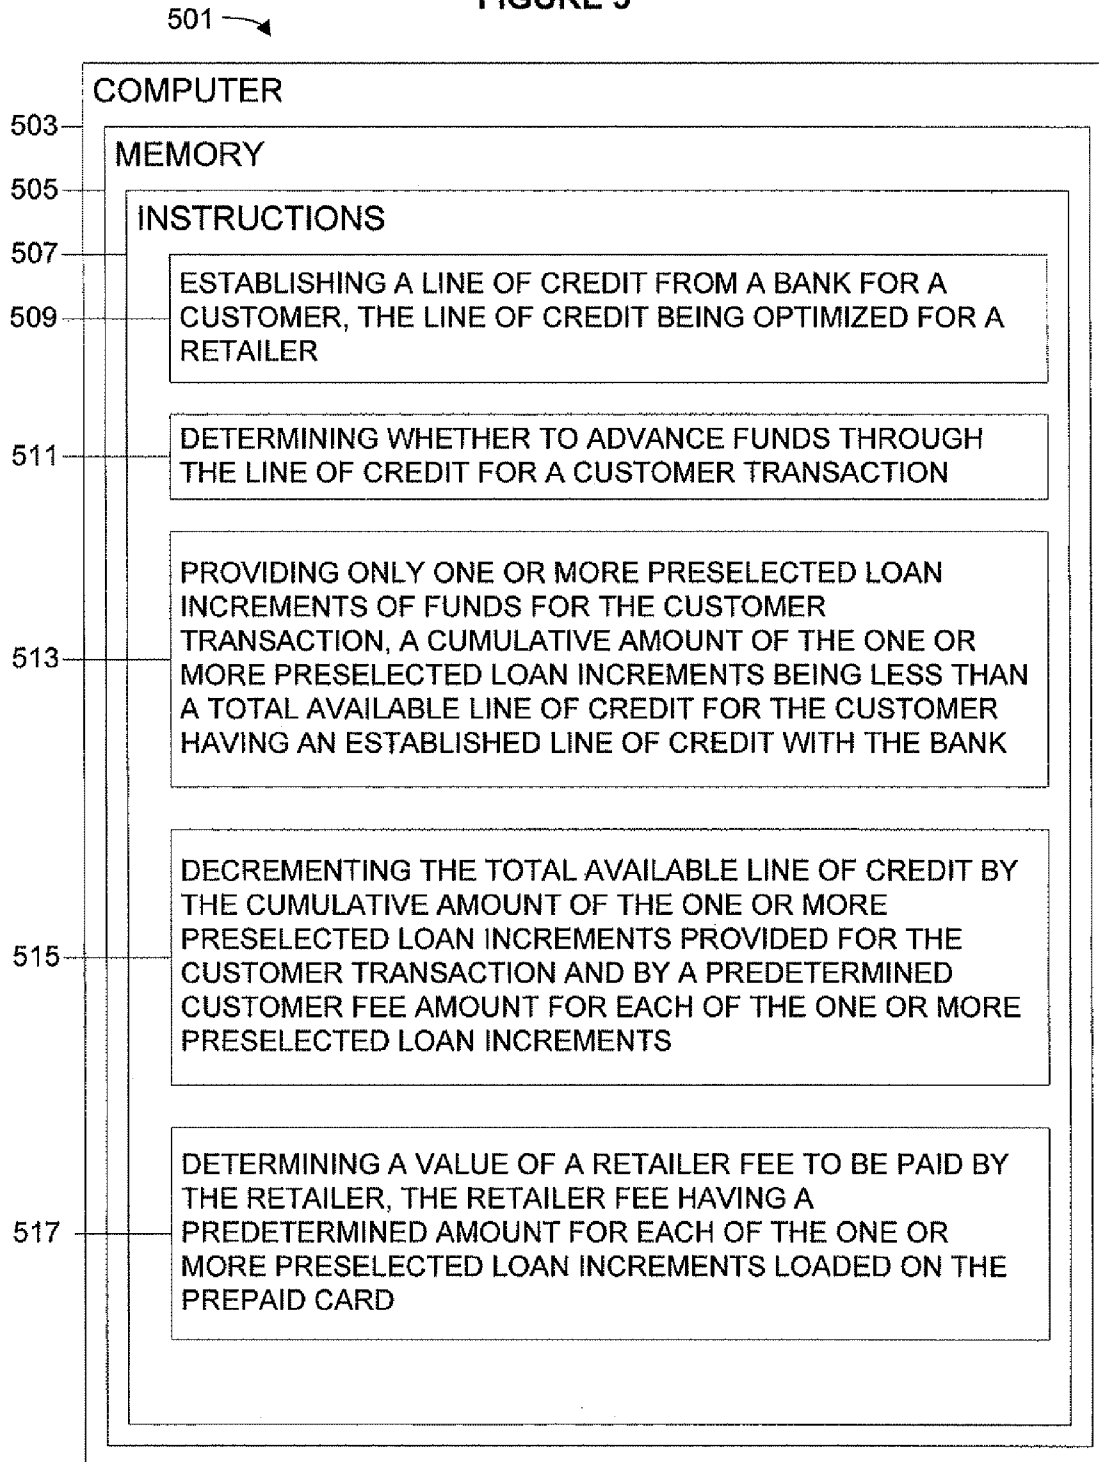 FIGURE 5
501
COMPUTER
503
MEMORY
505
INSTRUCTIONS
507
ESTABLISHING A LINE OF CREDIT FROM A BANK FOR A
509 CUSTOMER, THE LINE OF CREDIT BEING OPTIMIZED FOR A
RETAILER
DETERMINING WHETHER TO ADVANCE FUNDS THROUGH
511 THE LINE OF CREDIT FOR A CUSTOMER TRANSACTION
PROVIDING ONLY ONE OR MORE PRESELECTED LOAN
INCREMENTS OF FUNDS FOR THE CUSTOMER
TRANSACTION, A CUMULATIVE AMOUNT OF THE ONE OR
513 MORE PRESELECTED LOAN INCREMENTS BEING LESS THAN
A TOTAL AVAILABLE LINE OF CREDIT FOR THE CUSTOMER
HAVING AN ESTABLISHED LINE OF CREDIT WITH THE BANK
DECREMENTING THE TOTAL AVAILABLE LINE OF CREDIT BY
THE CUMULATIVE AMOUNT OF THE ONE OR MORE
PRESELECTED LOAN INCREMENTS PROVIDED FOR THE
515 CUSTOMER TRANSACTION AND BY A PREDETERMINED
CUSTOMER FEE AMOUNT FOR EACH OF THE ONE OR MORE
PRESELECTED LOAN INCREMENTS
DETERMINING A VALUE OF A RETAILER FEE TO BE PAID BY
THE RETAILER, THE RETAILER FEE HAVING A
517 PREDETERMINED AMOUNT FOR EACH OF THE ONE OR
MORE PRESELECTED LOAN INCREMENTS LOADED ON THE
PREPAID CARD